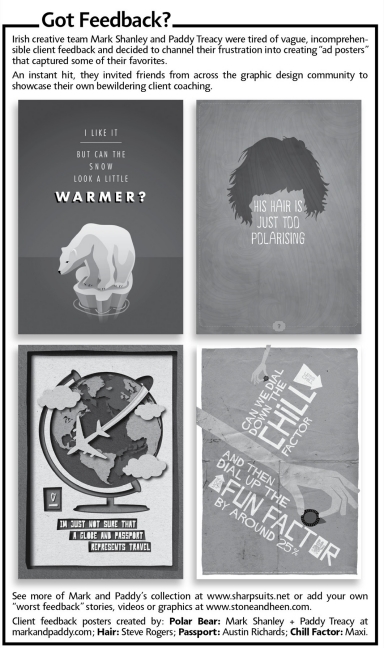 Got Feedback?
Irish creative team Mark Shanley and Paddy Treacy were tired of vague, incomprehen-
sible client feedback and decided to channel their frustration into creating "ad posters"
that captured some of their favorites.
An instant hit, they invited friends from across the graphic design community to
showcase their own bewildering client coaching.
I LIKE IT
BUT CAN THE
SNOW
LOOK A LITTLE
WARMER?
HIS HAIR IS
JUST TOO
POLARISING
IM JUST NOT SURE THAT
A GLOBE AND PASSPORT
REPRESENTS TRAVEL
CAN WE DIAL
DOWN THE
CHILL
FACTOR
AND THEN
DIAL UP THE
FUN FACTOR
BY AROUND 25%
See more of Mark and Paddy's collection at www.sharpsuits.net or add your own
"worst feedback" stories, videos or graphics at www.stoneandheen.com.
Client feedback posters created by: Polar Bear: Mark Shanley + Paddy Treacy at
markandpaddy.com; Hair: Steve Rogers; Passport: Austin Richards; Chill Factor: Maxi.